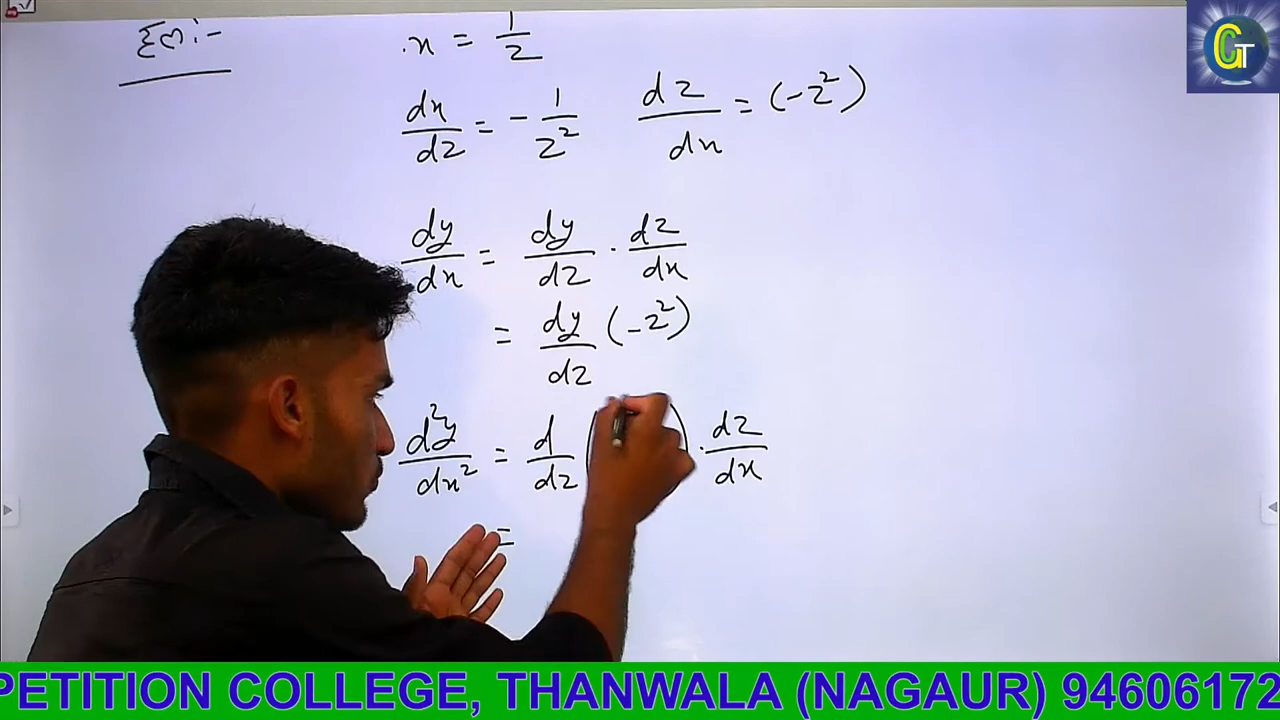 हल:-
x = 1/z
dx/dz = - 1/z² dz/dx = (-z²)
dy/dx = dy/dz · dz/dx
= dy/dz (-z²)
d²y/dx² = d/dz ( ) · dz/dx
=
GT
PETITION COLLEGE, THANWALA (NAGAUR) 94606172